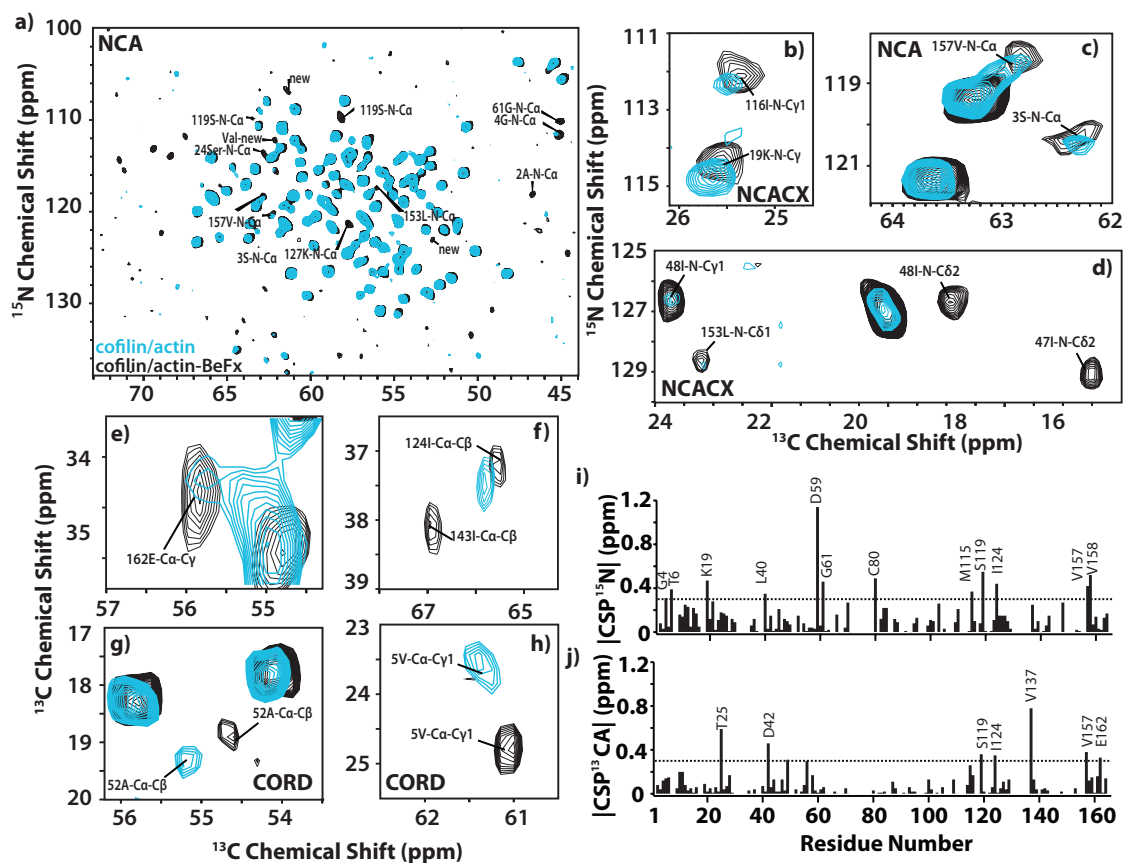 a)
NCA
100
110
120
130
15N Chemical Shift (ppm)
70
65
60
55
50
45
new
119S-N-Cα
119S-N-Cα
61G-N-Cα
4G-N-Cα
Val-new
24Ser-N-Cα
2A-N-Cα
157V-N-Cα
153L-N-Cα
3S-N-Cα
127K-N-Cα
new
cofilin/actin
cofilin/actin-BeFx
b)
111
113
115
116I-N-Cγ1
19K-N-Cγ
NCACX
26
25
c)
NCA
157V-N-Cα
119
3S-N-Cα
121
64
63
62
15N Chemical Shift (ppm)
d)
125
127
129
48I-N-Cγ1
48I-N-Cδ2
153L-N-Cδ1
47I-N-Cδ2
NCACX
24
22
20
18
16
13C Chemical Shift (ppm)
e)
34
35
162E-Cα-Cγ
57
56
55
f)
37
38
39
124I-Cα-Cβ
143I-Cα-Cβ
67
65
13C Chemical Shift (ppm)
g)
17
18
19
20
52A-Cα-Cβ
52A-Cα-Cβ
CORD
56
55
54
h)
23
24
25
5V-Cα-Cγ1
5V-Cα-Cγ1
CORD
62
61
13C Chemical Shift (ppm)
i)
|CSP 15N| (ppm)
1.2
0.8
0.4
0
G4
T6
K19
L40
D59
G61
C80
M115
S119
I124
V157
V158
j)
|CSP13 CA| (ppm)
1.2
0.8
0.4
0
T25
D42
S119
I124
V137
V157
E162
1
20
40
60
80
100
120
140
160
Residue Number